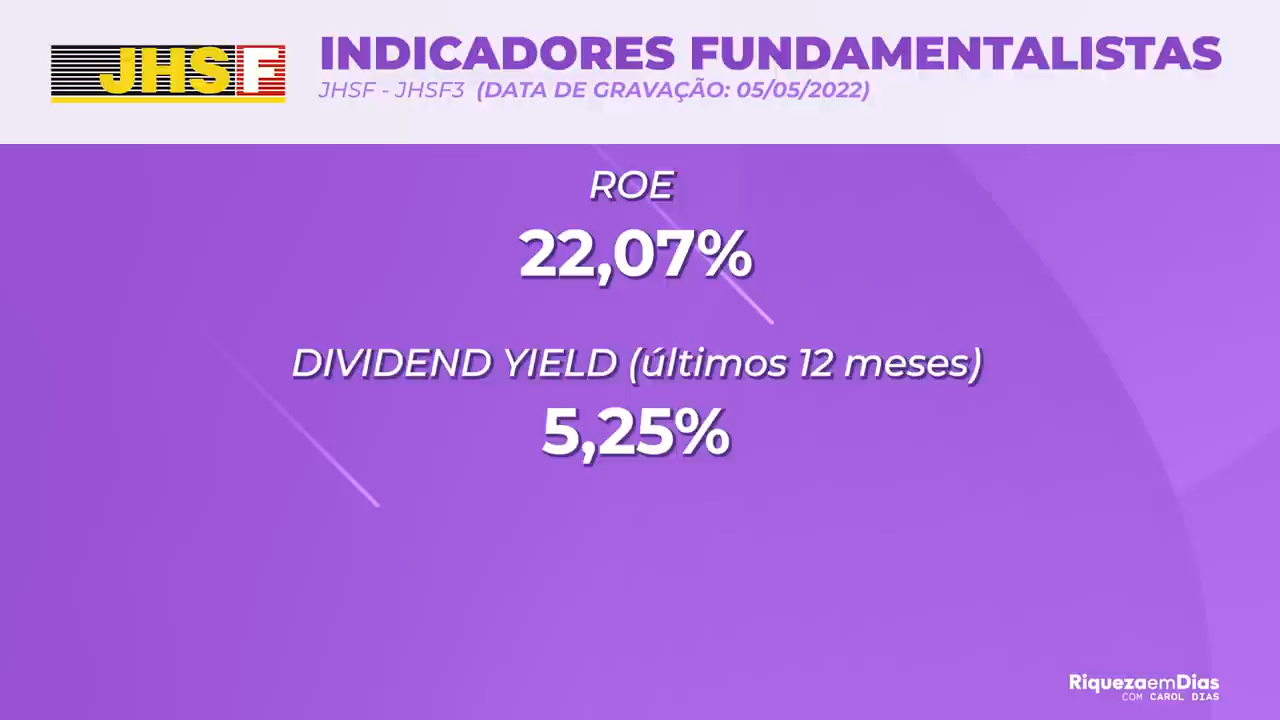 JHSF
INDICADORES FUNDAMENTALISTAS
JHSF - JHSF3 (DATA DE GRAVAÇÃO: 05/05/2022)
ROE
22,07%
DIVIDEND YIELD (últimos 12 meses)
5,25%
RiquezaemDias
COM CAROL DIAS